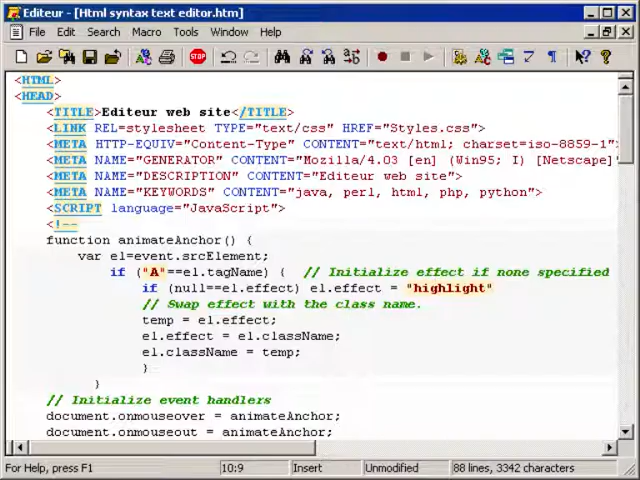 Editeur - [Html syntax text editor.htm]
File Edit Search Macro Tools Window Help
STOP
<HTML>
<HEAD>
<TITLE>Editeur web site</TITLE>
<LINK REL=stylesheet TYPE="text/css" HREF="Styles.css">
<META HTTP-EQUIV="Content-Type" CONTENT="text/html; charset=iso-8859-1">
<META NAME="GENERATOR" CONTENT="Mozilla/4.03 [en] (Win95; I) [Netscape]"
<META NAME="DESCRIPTION" CONTENT="Editeur web site">
<META NAME="KEYWORDS" CONTENT="java, perl, html, php, python">
<SCRIPT language="JavaScript">
<!--
function animateAnchor() {
var el=event.srcElement;
if ("A"==el.tagName) { // Initialize effect if none specified
if (null==el.effect) el.effect = "highlight"
// Swap effect with the class name.
temp = el.effect;
el.effect = el.className;
el.className = temp;
}
}
// Initialize event handlers
document.onmouseover = animateAnchor;
document.onmouseout = animateAnchor;
For Help, press F1 10:9 Insert Unmodified 88 lines, 3342 characters